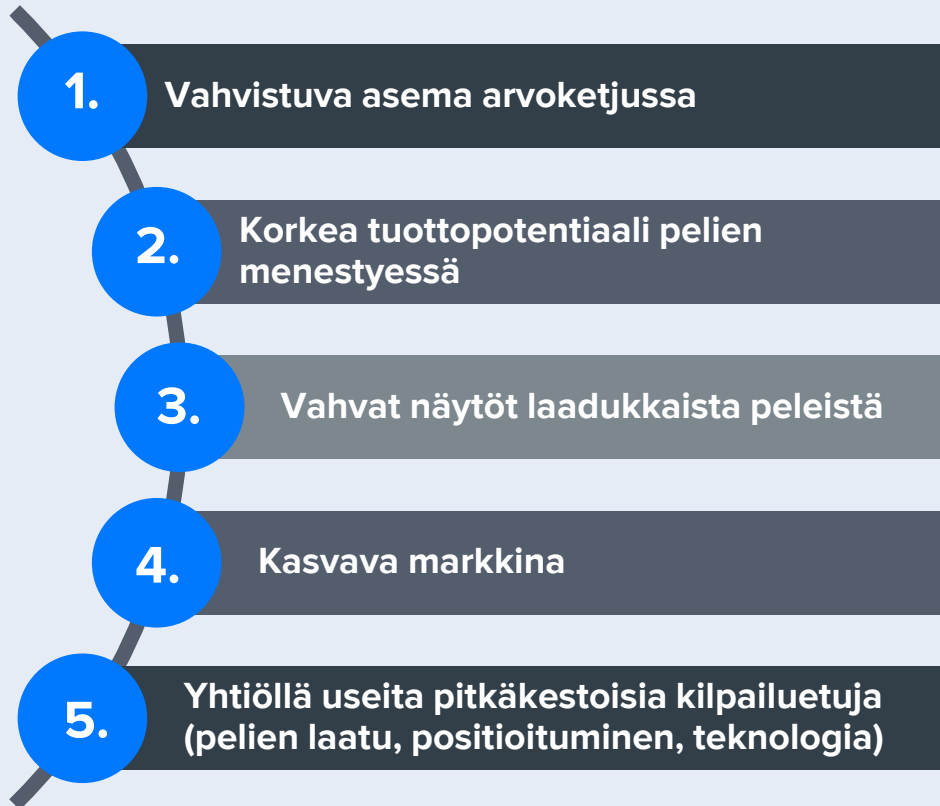 1.
Vahvistuva asema arvoketjussa
2.
Korkea tuottopotentiaali pelien
menestyessä
3.
Vahvat näytöt laadukkaista peleistä
4.
Kasvava markkina
5.
Yhtiöllä useita pitkäkestoisia kilpailuetuja
(pelien laatu, positioituminen, teknologia)